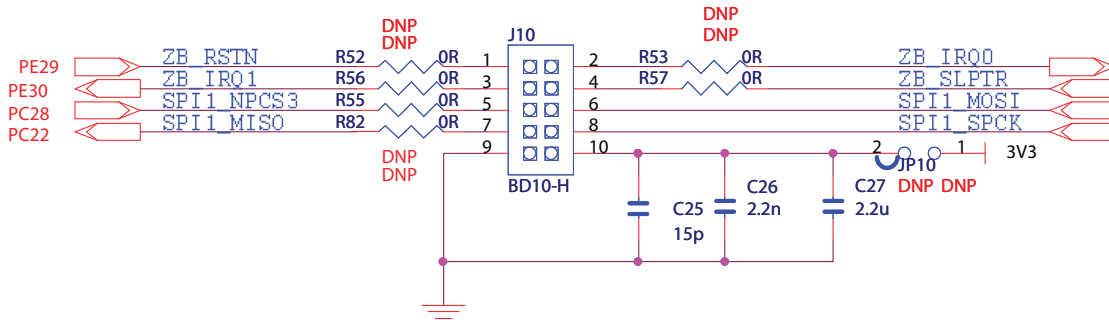 DNP
DNP
DNP
DNP
J10
PE29 ZB_RSTN R52 0R 1 2 R53 0R ZB_IRQ0
PE30 ZB_IRQ1 R56 0R 3 4 R57 0R ZB_SLPTR
PC28 SPI1_NPCS3 R55 0R 5 6 SPI1_MOSI
PC22 SPI1_MISO R82 0R 7 8 SPI1_SPCK
9 10 2 1 3V3
DNP
DNP
JP10
BD10-H
DNP DNP
C25
15p
C26
2.2n
C27
2.2u